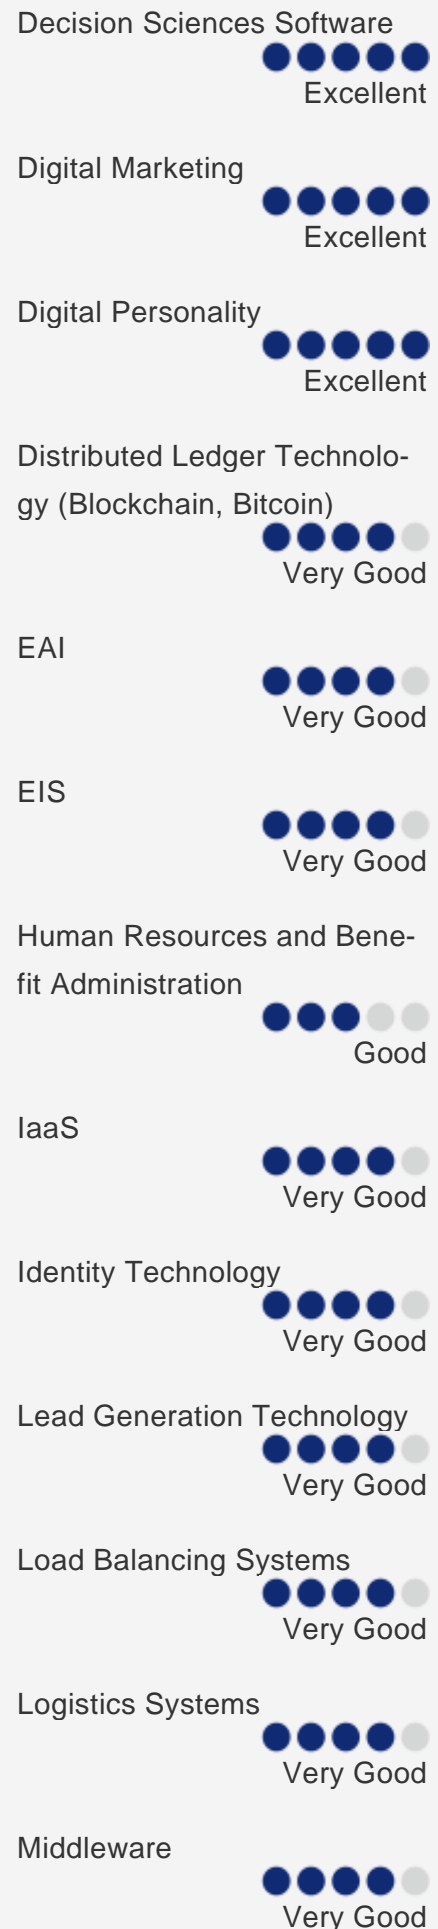 Decision Sciences Software
Excellent
Digital Marketing
Excellent
Digital Personality
Excellent
Distributed Ledger Technolo-
gy (Blockchain, Bitcoin)
Very Good
EAI
Very Good
EIS
Very Good
Human Resources and Bene-
fit Administration
Good
IaaS
Very Good
Identity Technology
Very Good
Lead Generation Technology
Very Good
Load Balancing Systems
Very Good
Logistics Systems
Very Good
Middleware
Very Good